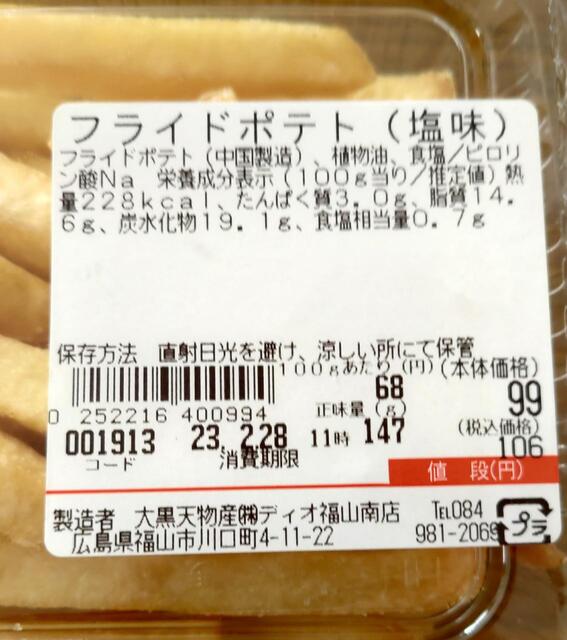 フライドポテト（塩味）
フライドポテト（中国製造）、植物油、食塩／ピロリ
ン酸Na　栄養成分表示（100g当り／推定値）熱
量228kcal、たんぱく質3.0g、脂質14.
6g、炭水化物19.1g、食塩相当量0.7g
保存方法　直射日光を避け、涼しい所にて保管
100gあたり(円) (本体価格)
68 99
正味量(g) (税込価格)
0 252216 400994
001913 23. 2.28 11時 147 106
コード 消費期限
値 段(円)
製造者　大黒天物産㈱ディオ福山南店 TEL084
広島県福山市川口町4-11-22 981-2069
プラ